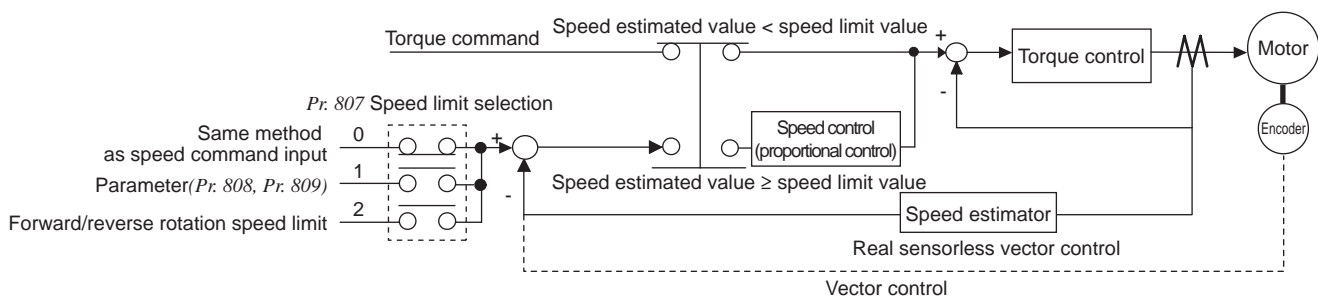 Speed estimated value < speed limit value
Torque command
+
Torque control
Motor
-
Pr. 807 Speed limit selection
Encoder
Same method
as speed command input
0
+
Speed control
(proportional control)
Parameter(Pr. 808, Pr. 809)
1
Speed estimated value ≥ speed limit value
-
Forward/reverse rotation speed limit
2
Speed estimator
Real sensorless vector control
Vector control